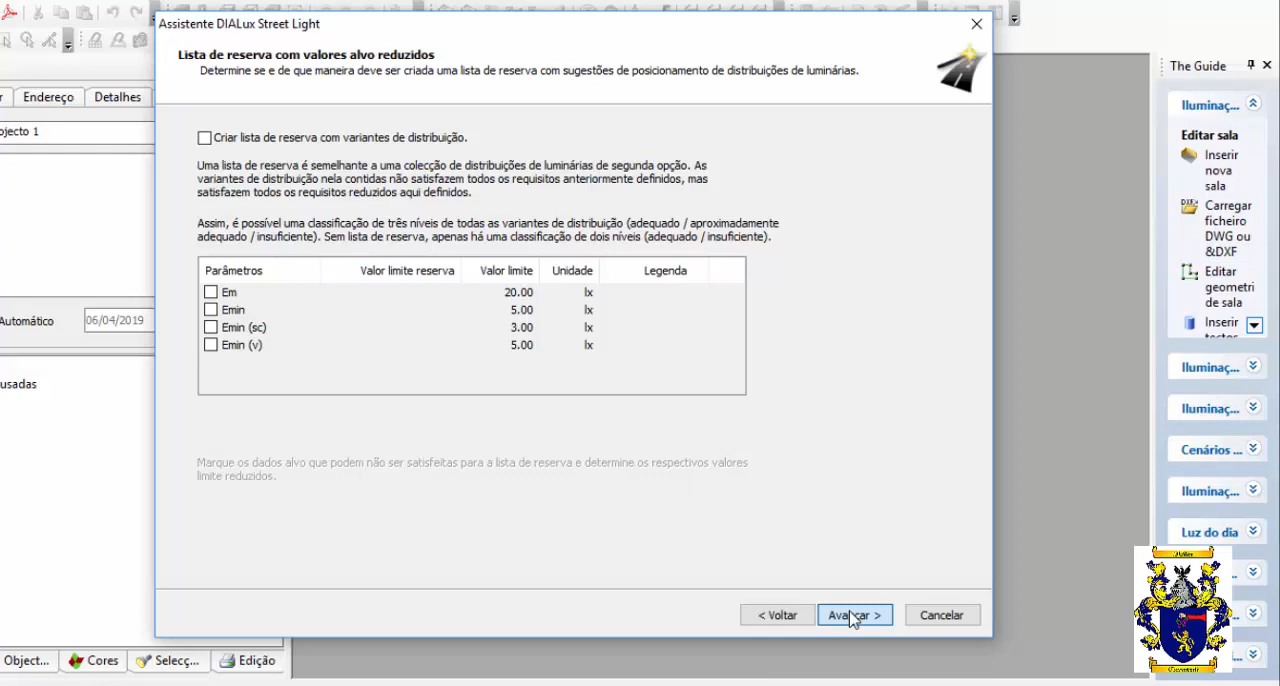 Assistente DIALux Street Light
Lista de reserva com valores alvo reduzidos
Determine se e de que maneira deve ser criada uma lista de reserva com sugestões de posicionamento de distribuições de luminárias.
Criar lista de reserva com variantes de distribuição.
Uma lista de reserva é semelhante a uma colecção de distribuições de luminárias de segunda opção. As
variantes de distribuição nela contidas não satisfazem todos os requisitos anteriormente definidos, mas
satisfazem todos os requisitos reduzidos aqui definidos.
Assim, é possível uma classificação de três níveis de todas as variantes de distribuição (adequado / aproximadamente
adequado / insuficiente). Sem lista de reserva, apenas há uma classificação de dois níveis (adequado / insuficiente).
Parâmetros Valor limite reserva Valor limite Unidade Legenda
Em 20.00 lx
Emin 5.00 lx
Emin (sc) 3.00 lx
Emin (v) 5.00 lx
Marque os dados alvo que podem não ser satisfeitas para a lista de reserva e determine os respectivos valores
limite reduzidos.
< Voltar Avançar > Cancelar
r Endereço Detalhes
ojecto 1
Automático 06/04/2019
usadas
Object... Cores Selecç... Edição
The Guide
Iluminaç...
Editar sala
Inserir
nova
sala
Carregar
ficheiro
DWG ou
&DXF
Editar
geometri
de sala
Inserir
Iluminaç...
Iluminaç...
Cenários ...
Iluminaç...
Luz do dia